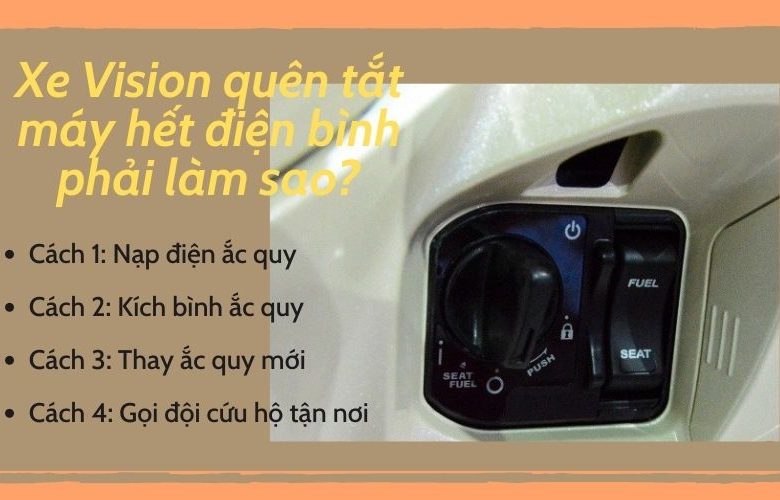 Xe Vision quên tắt
máy hết điện bình
phải làm sao?
Cách 1: Nạp điện ắc quy
Cách 2: Kích bình ắc quy
Cách 3: Thay ắc quy mới
Cách 4: Gọi đội cứu hộ tận nơi
FUEL
SEAT
PUSH
SEAT
FUEL